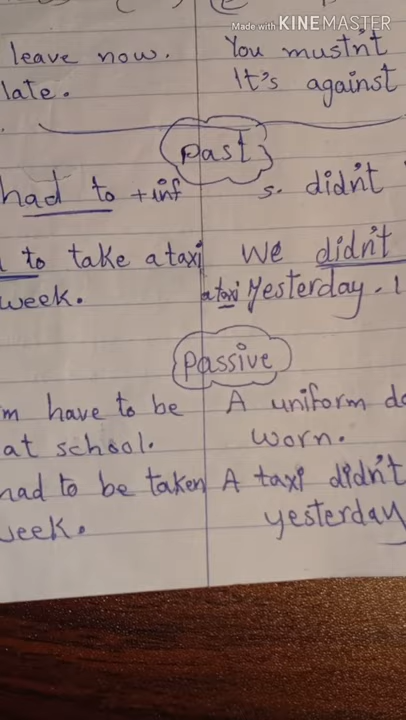 Made with KINEMASTER
leave now. You mustn't
late. It's against
past
had to + inf s. didn't
to take a taxi We didn't
week. a taxi Yesterday.
passive
have to be A uniform
at school. worn.
had to be taken A taxi didn't
week. yesterday